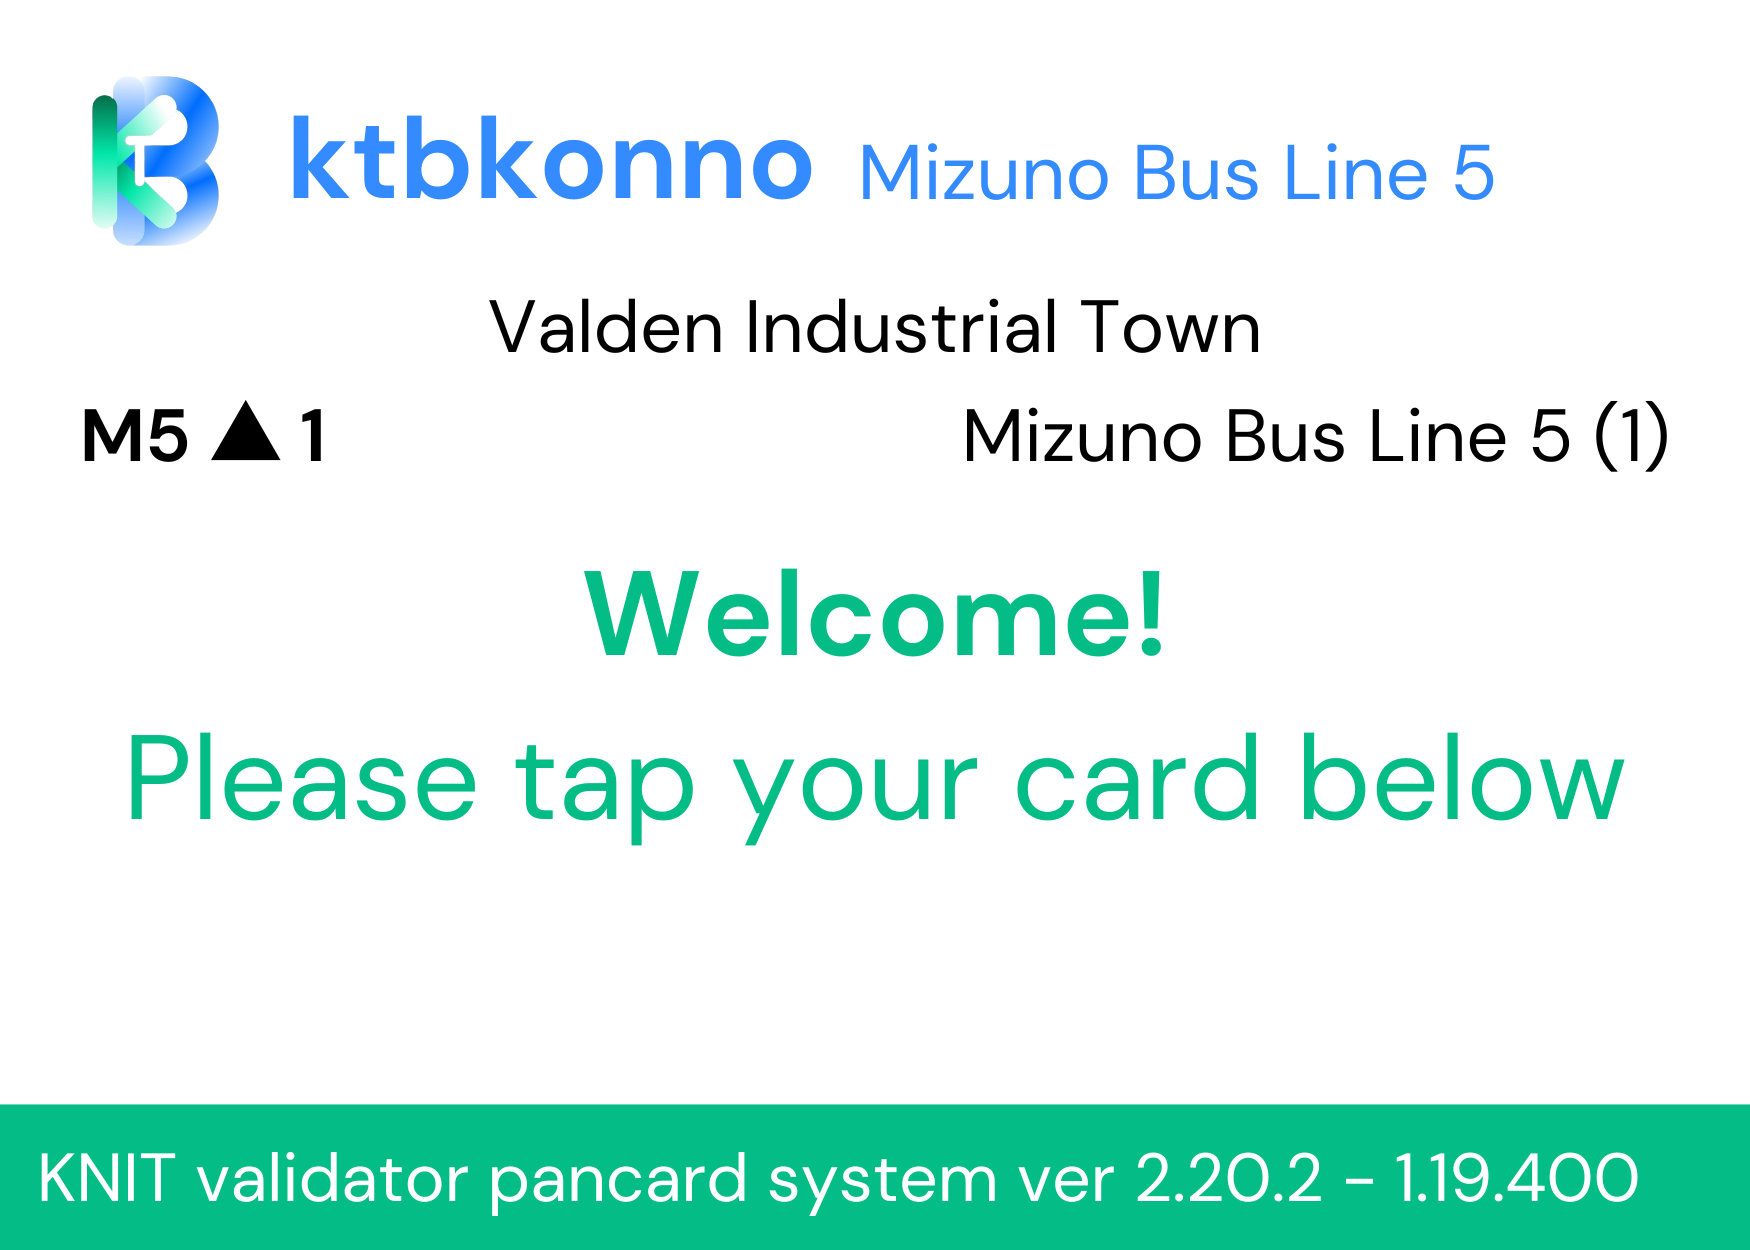 ktbkonno Mizuno Bus Line 5
Valden Industrial Town
M5 ▲ 1 Mizuno Bus Line 5 (1)
Welcome!
Please tap your card below
KNIT validator pancard system ver 2.20.2 - 1.19.400